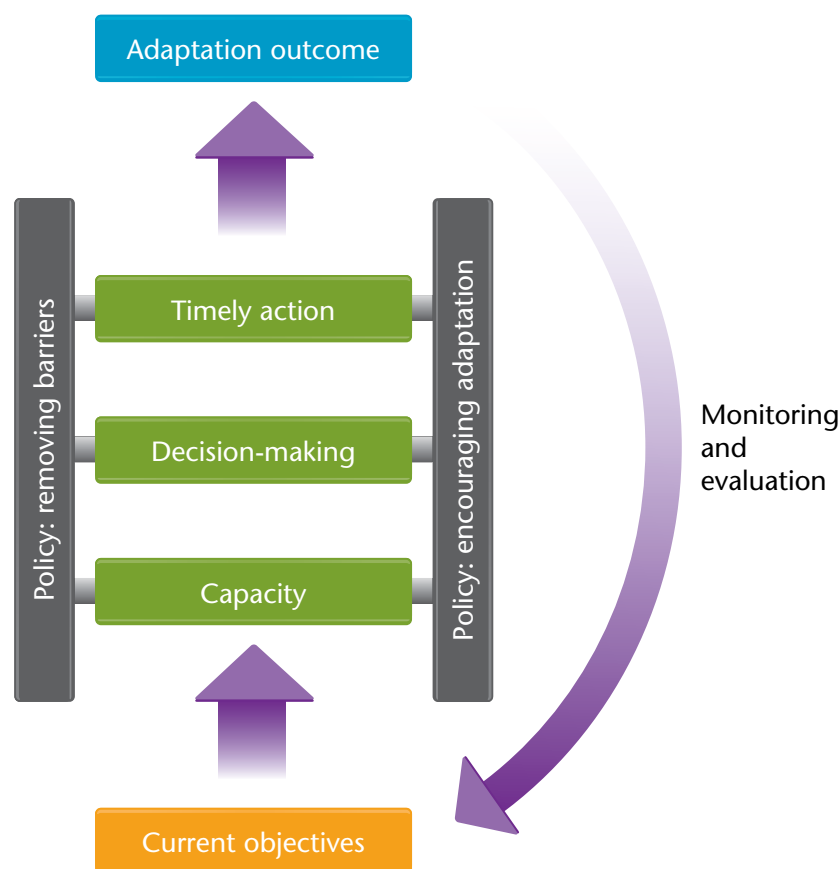 Adaptation outcome
Policy: removing barriers
Timely action
Decision-making
Capacity
Policy: encouraging adaptation
Monitoring
and
evaluation
Current objectives